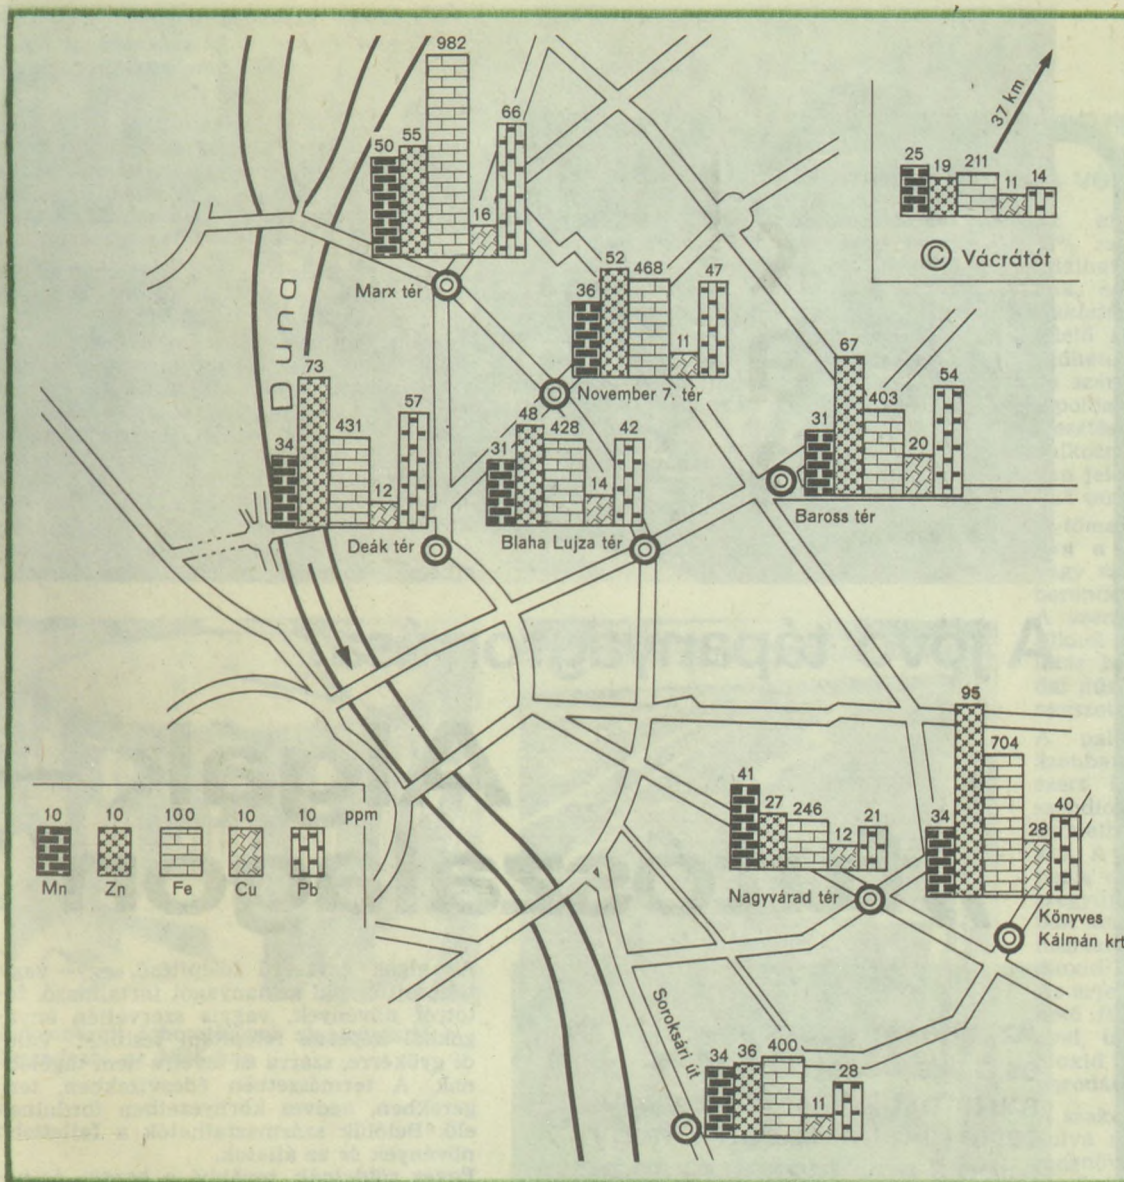 982
66
50 55
16
Marx tér
37 km
25 19 211 11 14
© Vácrátót
Duna
36 52 468 11 47
November 7. tér
34 73 431 12 57
Deák tér
31 48 428 14 42
Blaha Lujza tér
31 67 403 20 54
Baross tér
10 10 100 10 10 ppm
Mn Zn Fe Cu Pb
41 27 246 12 21
Nagyvárad tér
34 95 704 28 40
Könyves
Kálmán krt
Soroksári út
34 36 400 11 28
A jövő